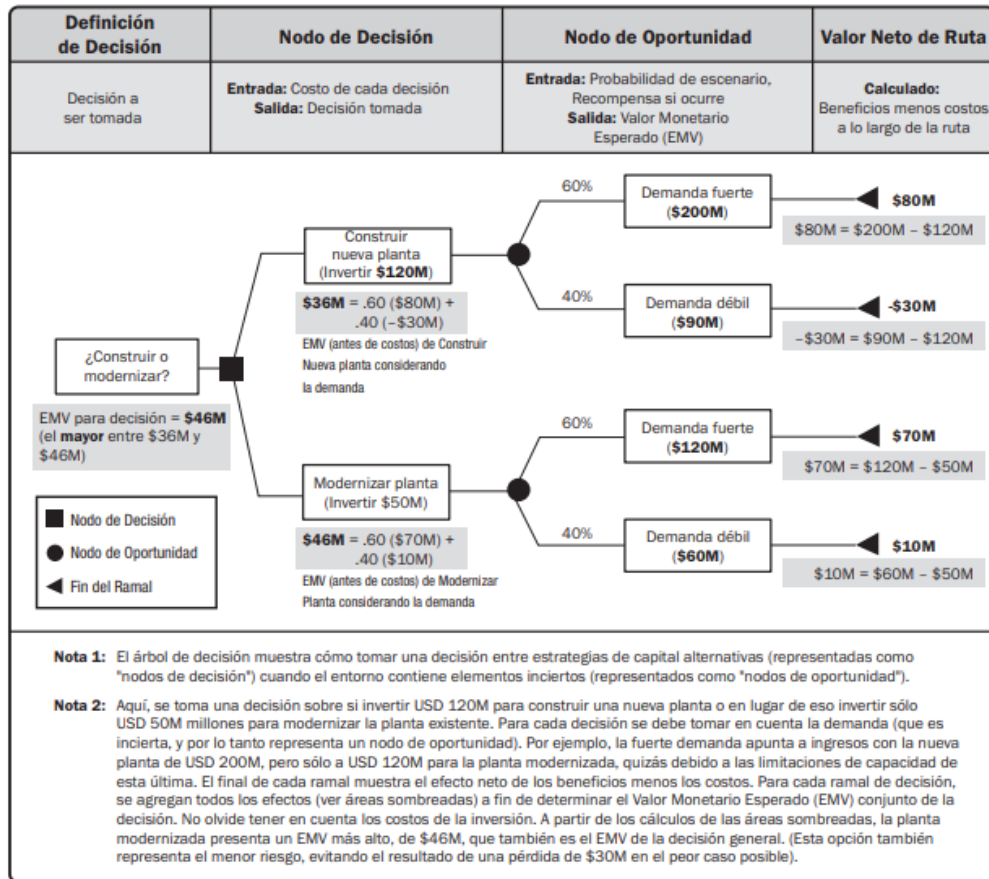 Definición
de Decisión
Nodo de Decisión
Nodo de Oportunidad
Valor Neto de Ruta
Decisión a
ser tomada
Entrada: Costo de cada decisión
Salida: Decisión tomada
Entrada: Probabilidad de escenario,
Recompensa si ocurre
Salida: Valor Monetario
Esperado (EMV)
Calculado:
Beneficios menos costos
a lo largo de la ruta
60%
Demanda fuerte
($200M)
$80M
$80M = $200M – $120M
Construir
nueva planta
(Invertir $120M)
$36M = .60 ($80M) +
.40 (–$30M)
EMV (antes de costos) de Construir
Nueva planta considerando
la demanda
40%
Demanda débil
($90M)
-$30M
–$30M = $90M – $120M
¿Construir o
modernizar?
EMV para decisión = $46M
(el mayor entre $36M y
$46M)
60%
Demanda fuerte
($120M)
$70M
$70M = $120M – $50M
Modernizar planta
(Invertir $50M)
$46M = .60 ($70M) +
.40 ($10M)
EMV (antes de costos) de Modernizar
Planta considerando la demanda
40%
Demanda débil
($60M)
$10M
$10M = $60M – $50M
Nodo de Decisión
Nodo de Oportunidad
Fin del Ramal
Nota 1: El árbol de decisión muestra cómo tomar una decisión entre estrategias de capital alternativas (representadas como
"nodos de decisión") cuando el entorno contiene elementos inciertos (representados como "nodos de oportunidad").
Nota 2: Aquí, se toma una decisión sobre si invertir USD 120M para construir una nueva planta o en lugar de eso invertir sólo
USD 50M millones para modernizar la planta existente. Para cada decisión se debe tomar en cuenta la demanda (que es
incierta, y por lo tanto representa un nodo de oportunidad). Por ejemplo, la fuerte demanda apunta a ingresos con la nueva
planta de USD 200M, pero sólo a USD 120M para la planta modernizada, quizás debido a las limitaciones de capacidad de
esta última. El final de cada ramal muestra el efecto neto de los beneficios menos los costos. Para cada ramal de decisión,
se agregan todos los efectos (ver áreas sombreadas) a fin de determinar el Valor Monetario Esperado (EMV) conjunto de la
decisión. No olvide tener en cuenta los costos de la inversión. A partir de los cálculos de las áreas sombreadas, la planta
modernizada presenta un EMV más alto, de $46M, que también es el EMV de la decisión general. (Esta opción también
representa el menor riesgo, evitando el resultado de una pérdida de $30M en el peor caso posible).